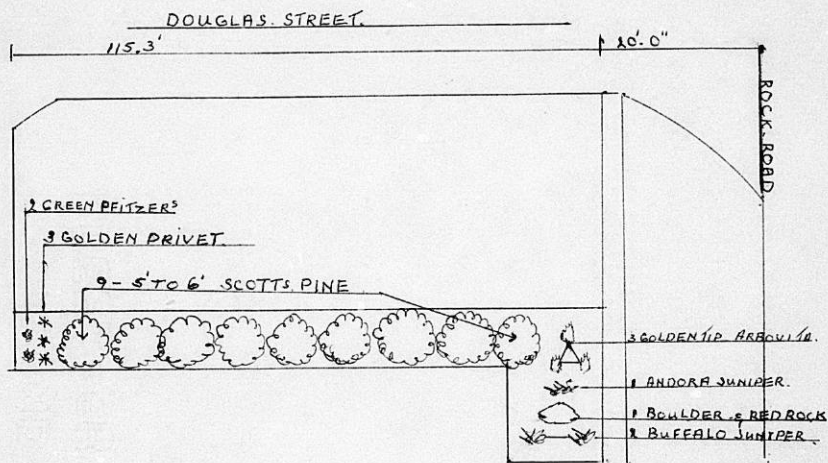 DOUGLAS. STREET.
115.3'
20'-0"
ROCK. ROAD
2 GREEN PFITZERS
3 GOLDEN PRIVET.
9 - 5' TO 6' SCOTTS PINE
3 GOLDEN TIP ARBOVITA.
1 ANDORA JUNIPER.
1 BOULDER & RED ROCK
2 BUFFALO JUNIPER.